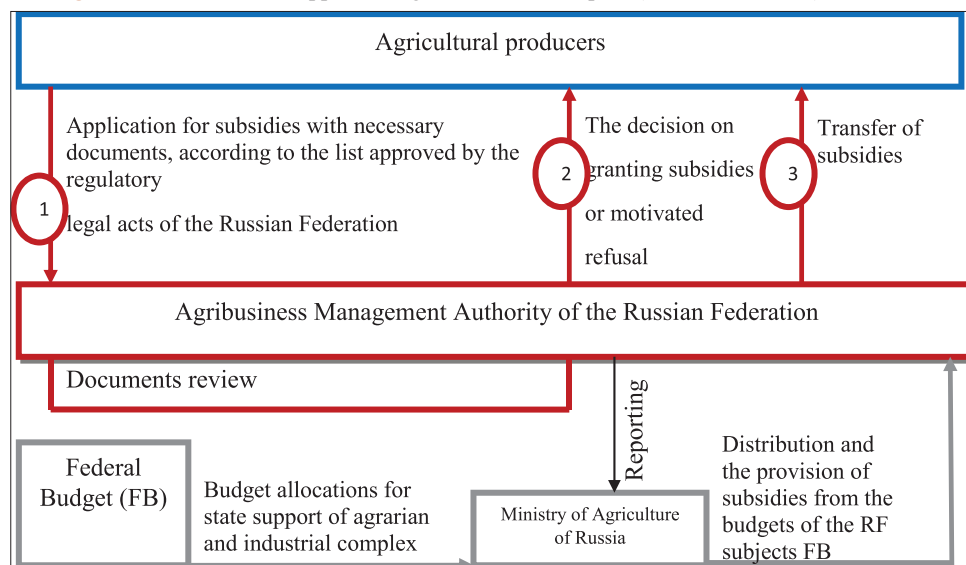 Agricultural producers
Application for subsidies with necessary
documents, according to the list approved by the
regulatory
legal acts of the Russian Federation
1
The decision on
granting subsidies
or motivated
refusal
2
Transfer of
subsidies
3
Agribusiness Management Authority of the Russian Federation
Documents review
Reporting
Federal
Budget (FB)
Budget allocations for
state support of agrarian
and industrial complex
Ministry of Agriculture
of Russia
Distribution and
the provision of
subsidies from the
budgets of the RF
subjects FB